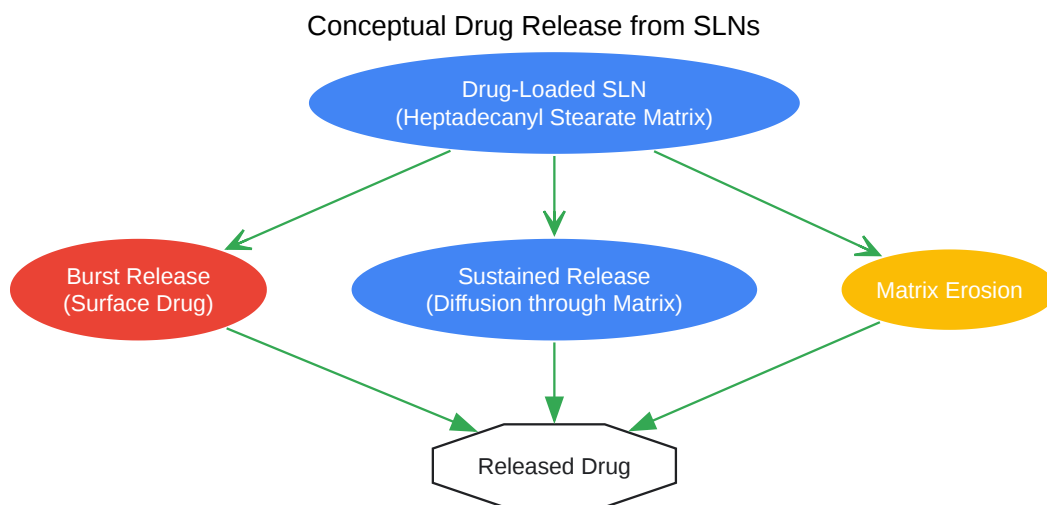 Conceptual Drug Release from SLNs
Drug-Loaded SLN
(Heptadecanyl Stearate Matrix)
Burst Release
(Surface Drug)
Sustained Release
(Diffusion through Matrix)
Matrix Erosion
Released Drug